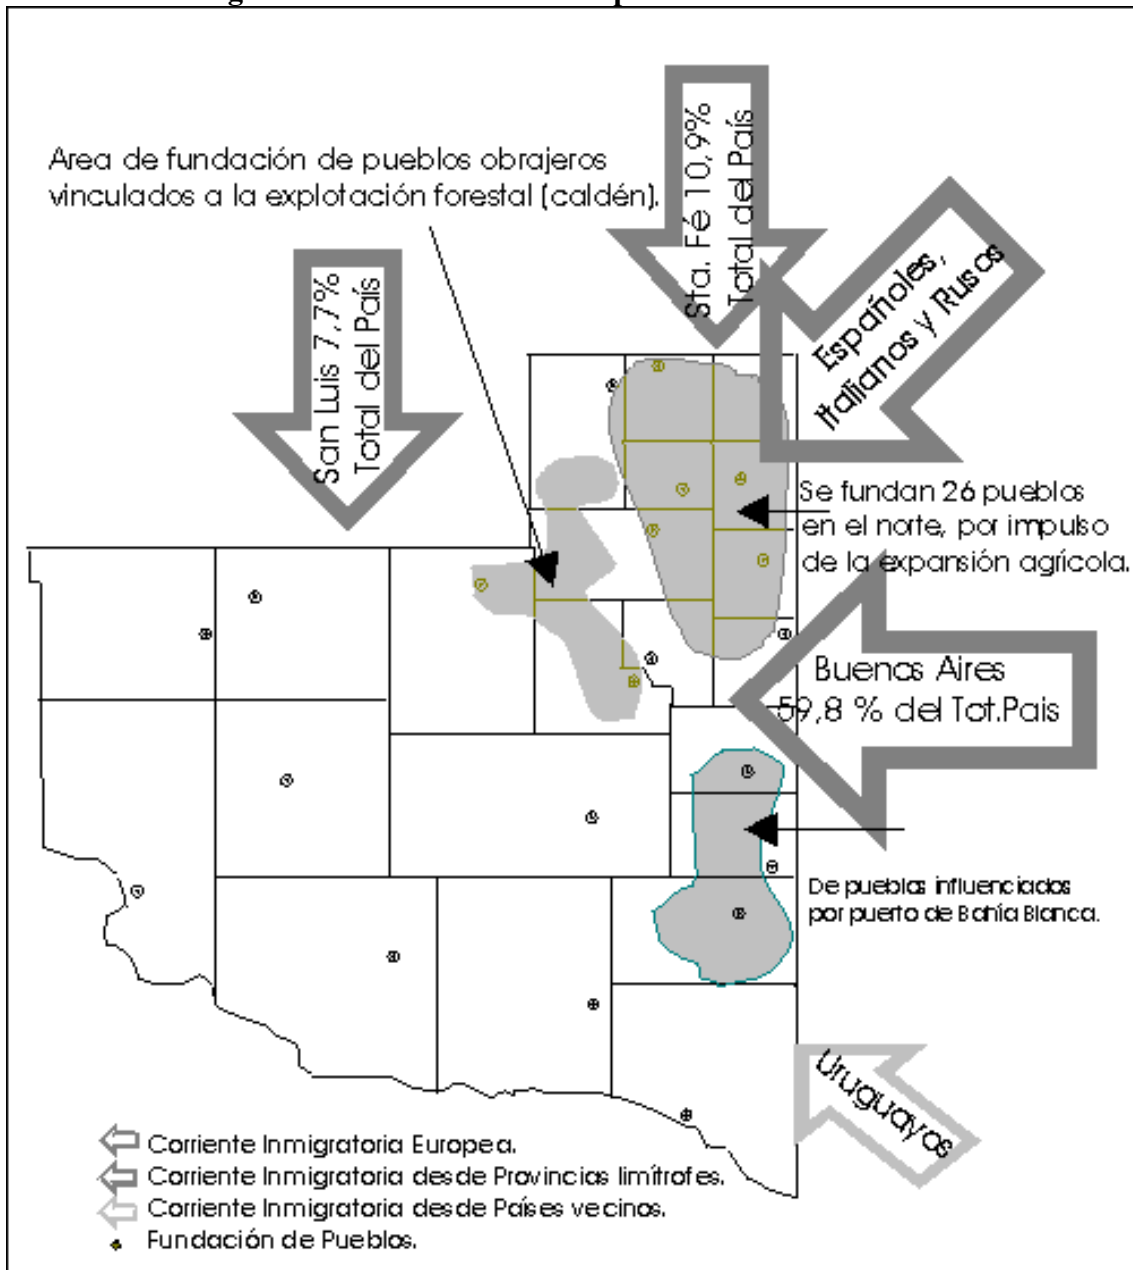 Area de fundación de pueblos obrajeros
vinculados a la explotación forestal (caldén).
Sta. Fé 10,9%
Total del País
Españoles,
Italianos y Rusos
San Luis 7,7%
Total del País
Se fundan 26 pueblos
en el norte, por impulso
de la expansión agrícola.
Buenos Aires
59,8 % del Tot.Pais
De pueblos influenciados
por puerto de Bahía Blanca.
Uruguayos
Corriente Inmigratoria Europea.
Corriente Inmigratoria desde Provincias limítrofes.
Corriente Inmigratoria desde Países vecinos.
Fundación de Pueblos.